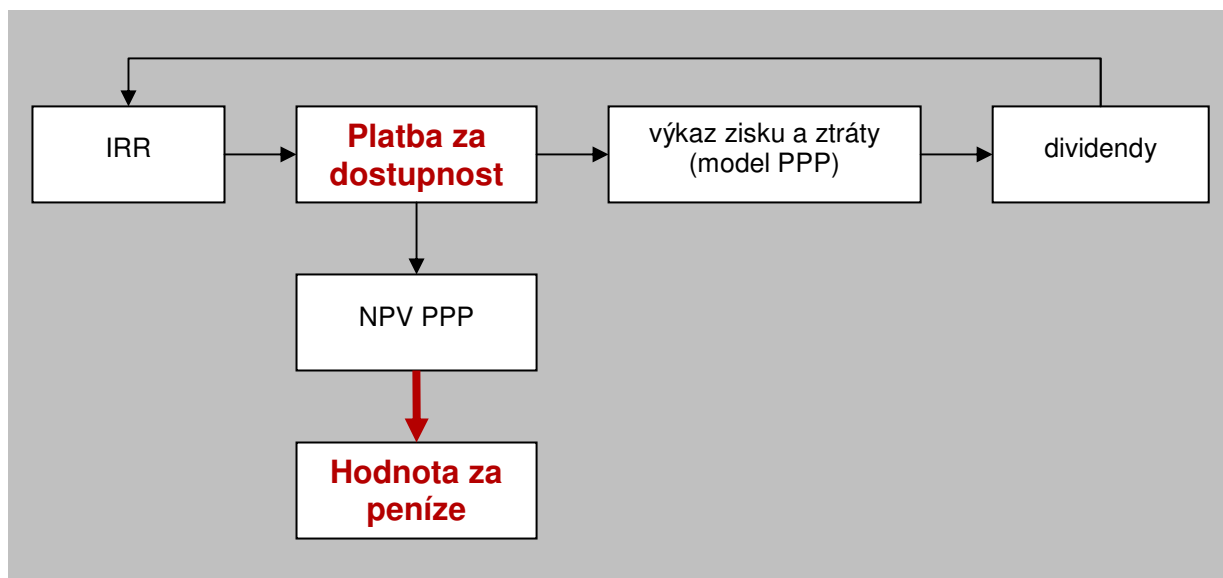 IRR
Platba za
dostupnost
výkaz zisku a ztráty
(model PPP)
dividendy
NPV PPP
Hodnota za
peníze